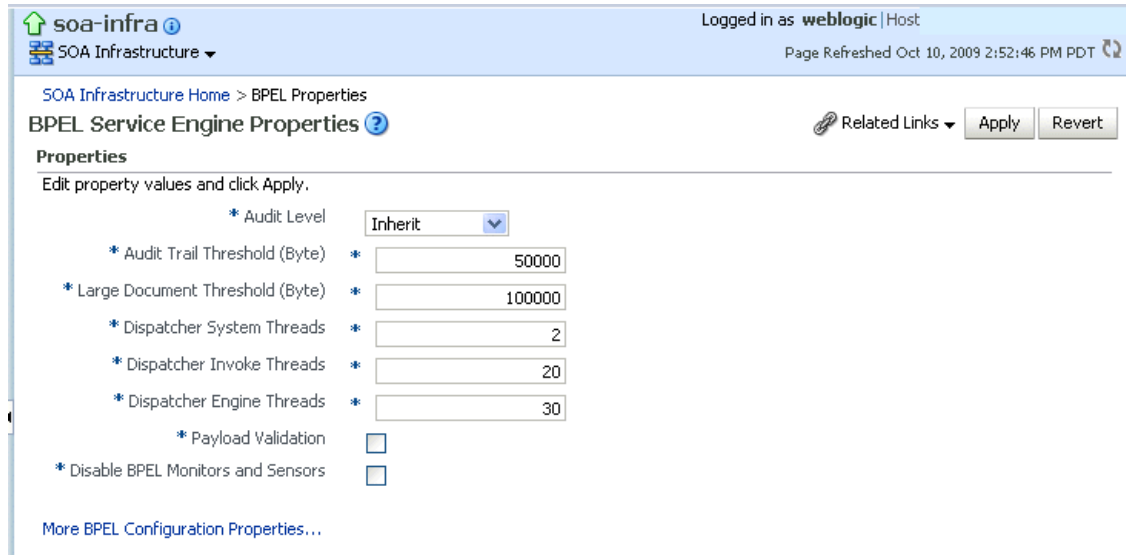 soa-infra
Logged in as weblogic|Host
SOA Infrastructure
Page Refreshed Oct 10, 2009 2:52:46 PM PDT
SOA Infrastructure Home > BPEL Properties
BPEL Service Engine Properties
Related Links Apply Revert
Properties
Edit property values and click Apply.
* Audit Level Inherit
* Audit Trail Threshold (Byte) * 50000
* Large Document Threshold (Byte) * 100000
* Dispatcher System Threads * 2
* Dispatcher Invoke Threads * 20
* Dispatcher Engine Threads * 30
* Payload Validation
* Disable BPEL Monitors and Sensors
More BPEL Configuration Properties...